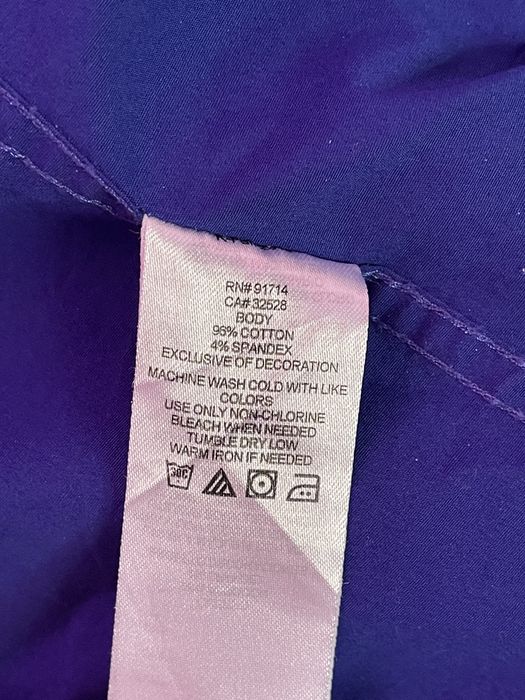 RN# 91714
CA# 32528
BODY
96% COTTON
4% SPANDEX
EXCLUSIVE OF DECORATION
MACHINE WASH COLD WITH LIKE
COLORS
USE ONLY NON-CHLORINE
BLEACH WHEN NEEDED
TUMBLE DRY LOW
WARM IRON IF NEEDED
30C